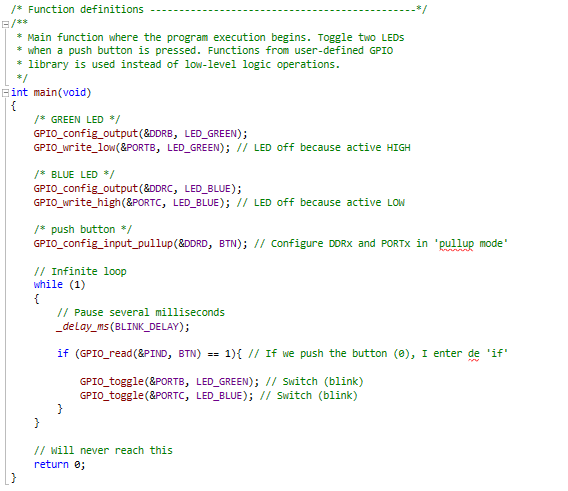 /* Function definitions ----------------------------------------------*/
/**
 * Main function where the program execution begins. Toggle two LEDs
 * when a push button is pressed. Functions from user-defined GPIO
 * library is used instead of low-level logic operations.
 */
int main(void)
{
    /* GREEN LED */
    GPIO_config_output(&DDRB, LED_GREEN);
    GPIO_write_low(&PORTB, LED_GREEN); // LED off because active HIGH

    /* BLUE LED */
    GPIO_config_output(&DDRC, LED_BLUE);
    GPIO_write_high(&PORTC, LED_BLUE); // LED off because active LOW

    /* push button */
    GPIO_config_input_pullup(&DDRD, BTN); // Configure DDRx and PORTx in 'pullup mode'

    // Infinite loop
    while (1)
    {
        // Pause several milliseconds
        _delay_ms(BLINK_DELAY);

        if (GPIO_read(&PIND, BTN) == 1){ // If we push the button (0), I enter de 'if'

            GPIO_toggle(&PORTB, LED_GREEN); // Switch (blink)
            GPIO_toggle(&PORTC, LED_BLUE); // Switch (blink)
        }
    }

    // Will never reach this
    return 0;
}